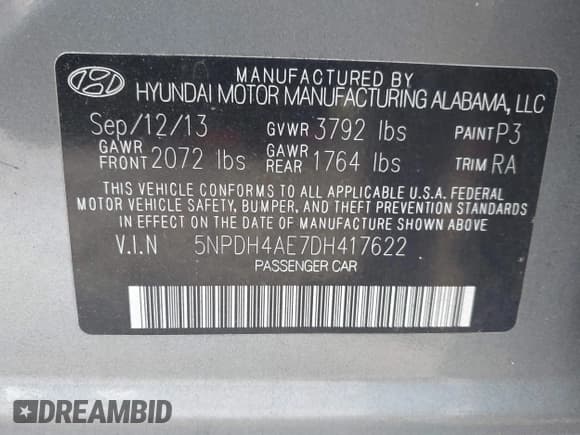 MANUFACTURED BY
HYUNDAI MOTOR MANUFACTURING ALABAMA, LLC
Sep/12/13 GVWR 3792 lbs PAINT P3
GAWR FRONT 2072 lbs GAWR REAR 1764 lbs TRIM RA
THIS VEHICLE CONFORMS TO ALL APPLICABLE U.S.A. FEDERAL
MOTOR VEHICLE SAFETY, BUMPER, AND THEFT PREVENTION STANDARDS
IN EFFECT ON THE DATE OF MANUFACTURE SHOWN ABOVE.
V.I.N 5NPDH4AE7DH417622
PASSENGER CAR
DREAMBID